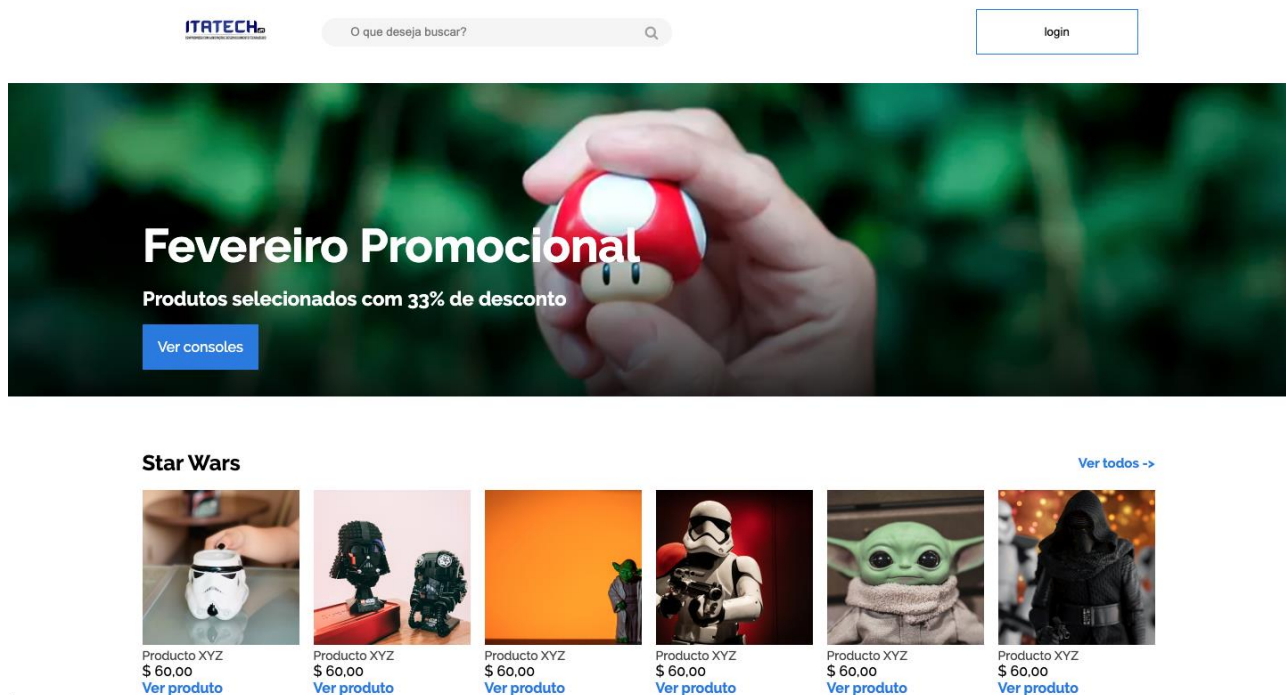 ITATECH
O que deseja buscar?
login
Fevereiro Promocional
Produtos selecionados com 33% de desconto
Ver consoles
Star Wars
Ver todos ->
Producto XYZ
$ 60,00
Ver produto
Producto XYZ
$ 60,00
Ver produto
Producto XYZ
$ 60,00
Ver produto
Producto XYZ
$ 60,00
Ver produto
Producto XYZ
$ 60,00
Ver produto
Producto XYZ
$ 60,00
Ver produto